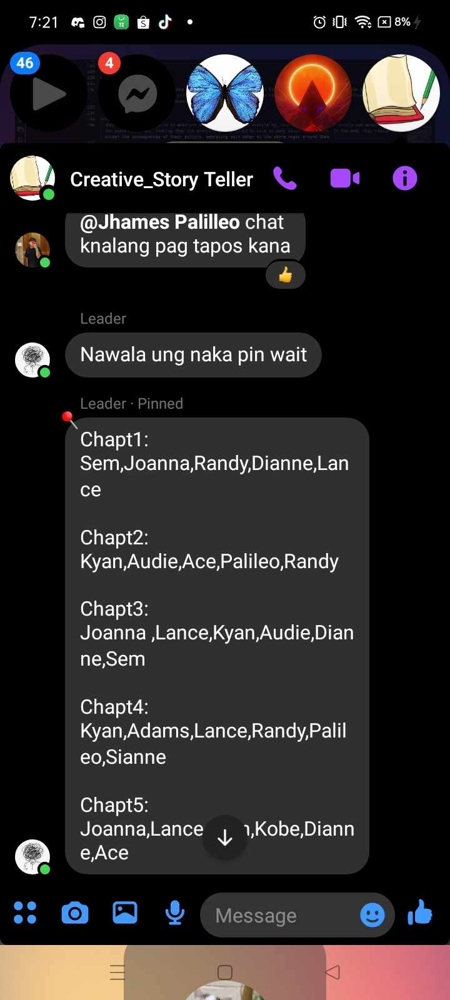 7:21
8%
46
4
Creative_Story Teller
@Jhames Palilleo chat
knalang pag tapos kana
Leader
Nawala ung naka pin wait
Leader · Pinned
Chapt1:
Sem,Joanna,Randy,Dianne,Lan
ce
Chapt2:
Kyan,Audie,Ace,Palileo,Randy
Chapt3:
Joanna ,Lance,Kyan,Audie,Dian
ne,Sem
Chapt4:
Kyan,Adams,Lance,Randy,Palil
eo,Sianne
Chapt5:
Joanna,Lance ,Kobe,Diann
e,Ace
Message